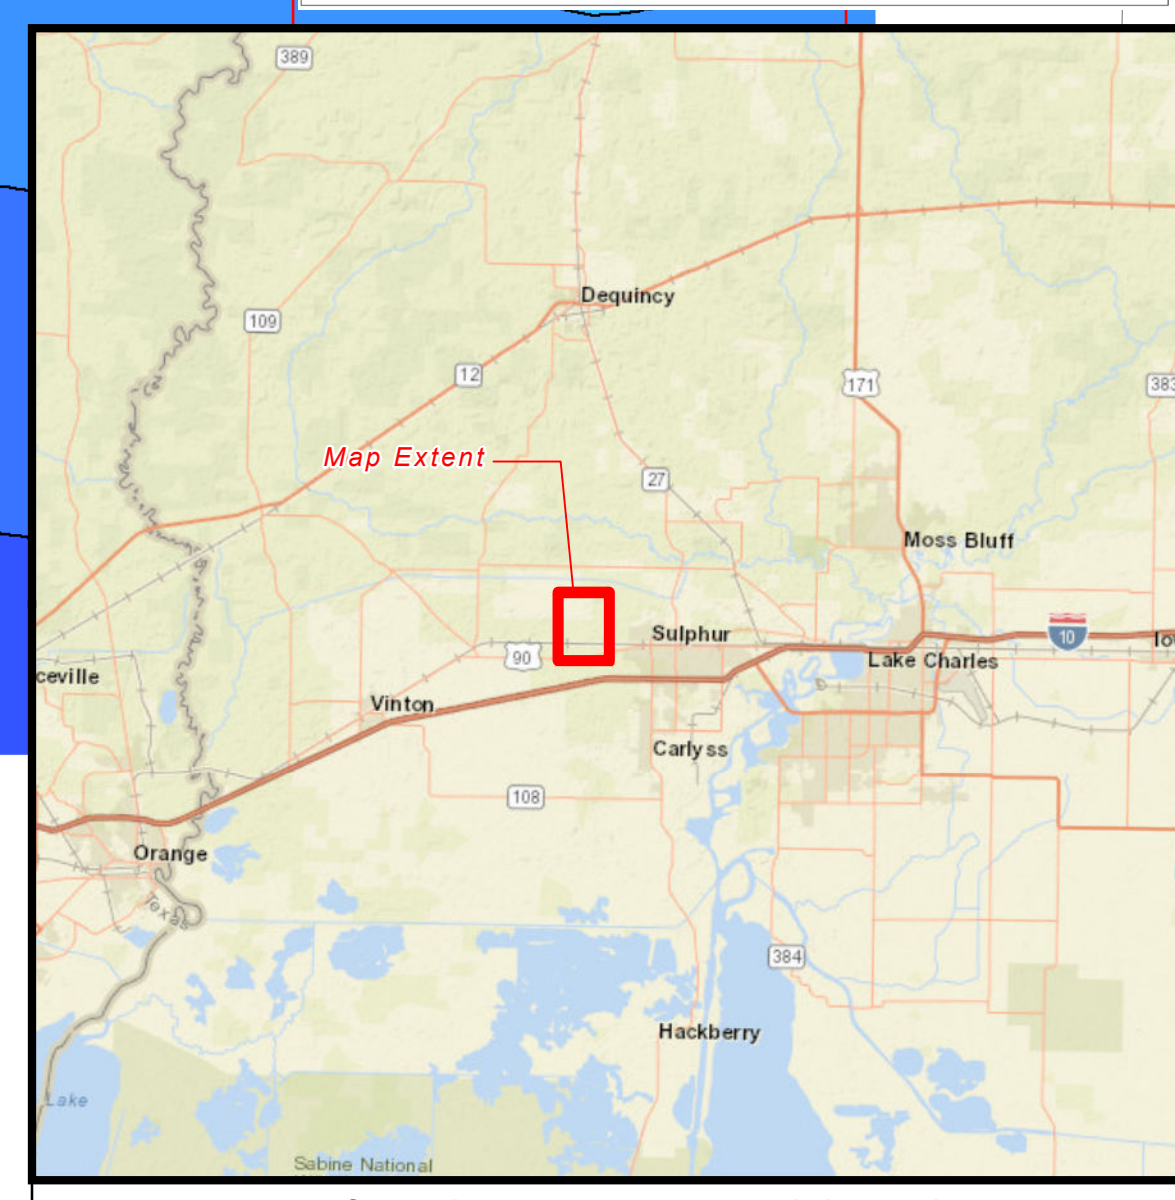 389
Dequincy
109
12
171
383
Map Extent
27
Moss Bluff
Sulphur
10
90
Lake Charles
ceville
Vinton
Carlyss
108
Orange
Texas
384
Hackberry
Lake
Sabine National